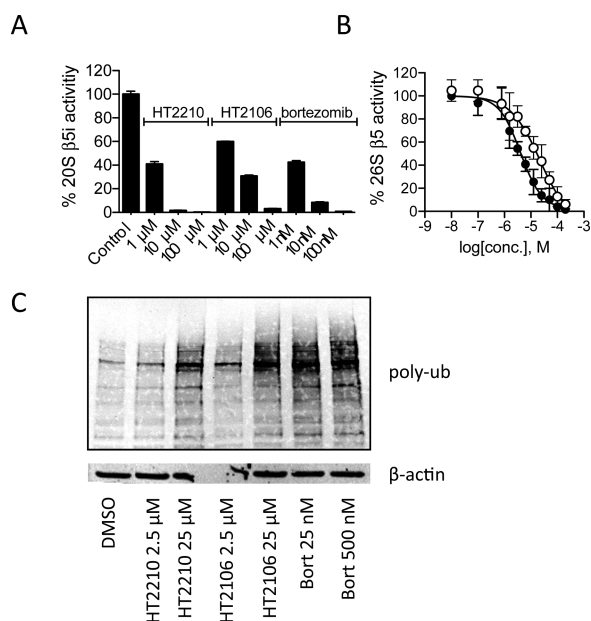 A
% 20S β5i activitiy
120
100
80
60
40
20
0
HT2210 HT2106 bortezomib
Control
1 µM
10 µM
100 µM
1 µM
10 µM
100 µM
1nM
10nM
100nM
B
% 26S β5 activity
120
100
80
60
40
20
0
-9 -8 -7 -6 -5 -4 -3
log[conc.], M
C
poly-ub
β-actin
DMSO
HT2210 2.5 µM
HT2210 25 µM
HT2106 2.5 µM
HT2106 25 µM
Bort 25 nM
Bort 500 nM